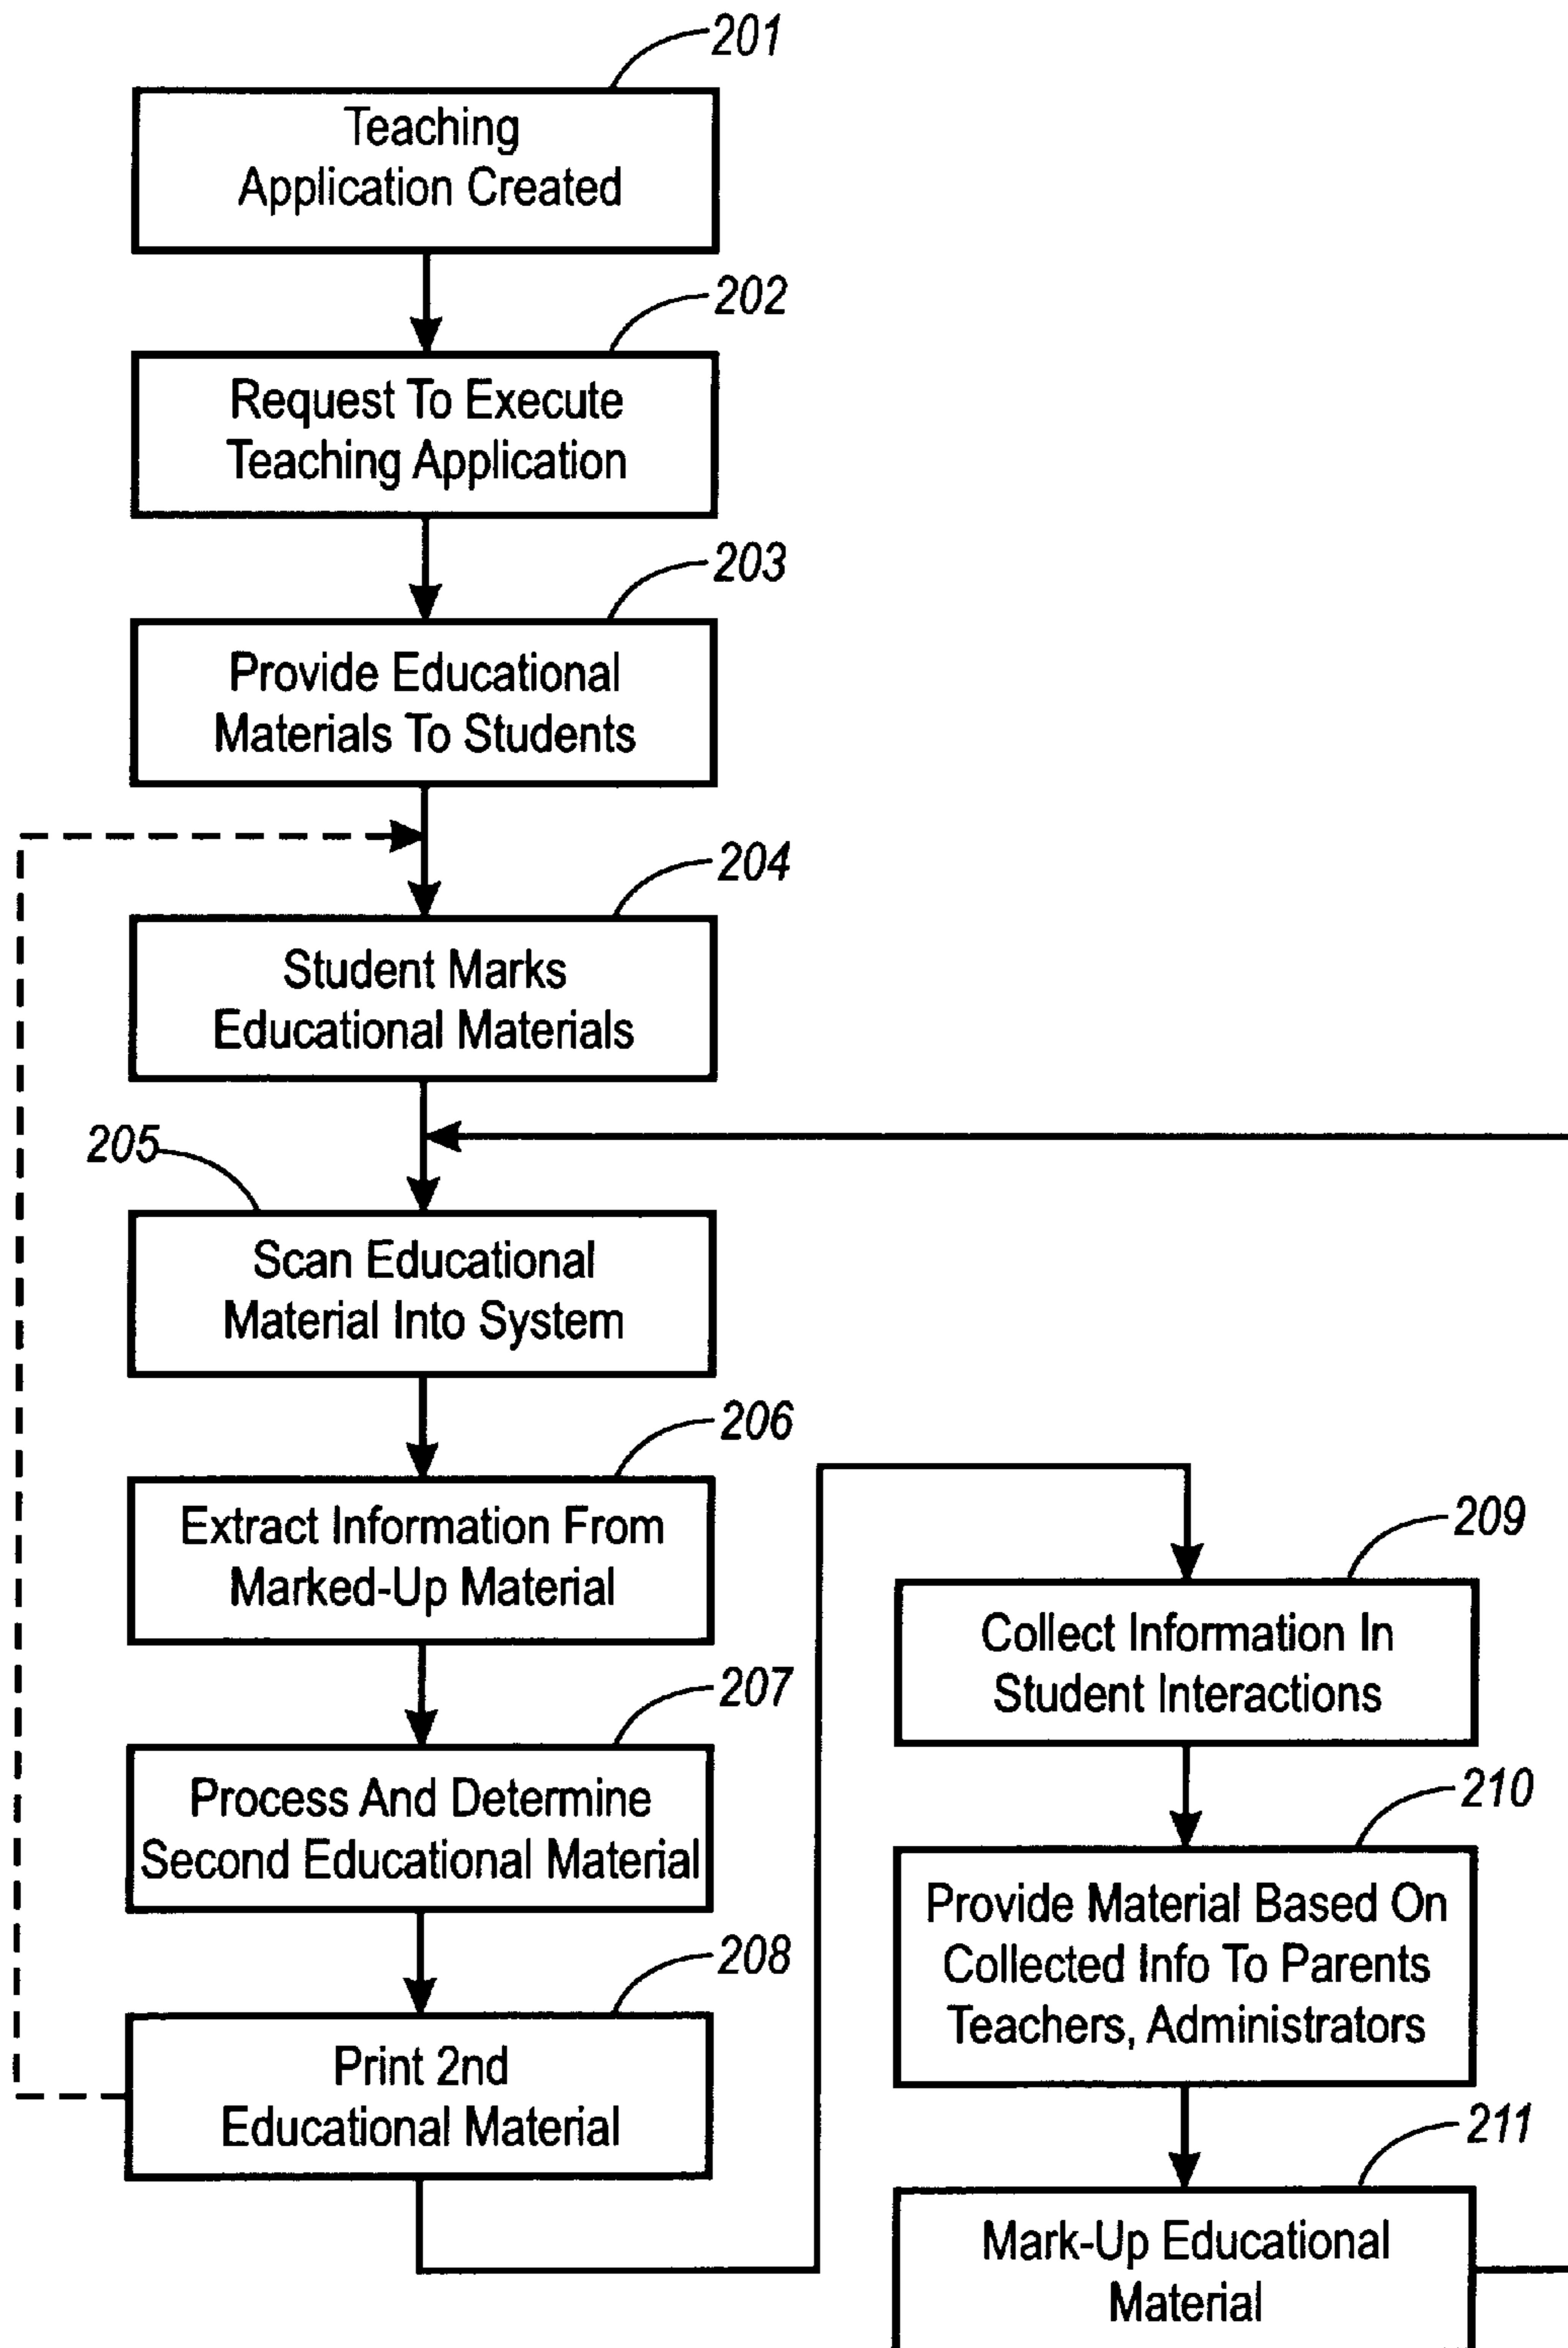 201
Teaching
Application Created
202
Request To Execute
Teaching Application
203
Provide Educational
Materials To Students
204
Student Marks
Educational Materials
205
Scan Educational
Material Into System
206
Extract Information From
Marked-Up Material
207
Process And Determine
Second Educational Material
208
Print 2nd
Educational Material
209
Collect Information In
Student Interactions
210
Provide Material Based On
Collected Info To Parents
Teachers, Administrators
211
Mark-Up Educational
Material